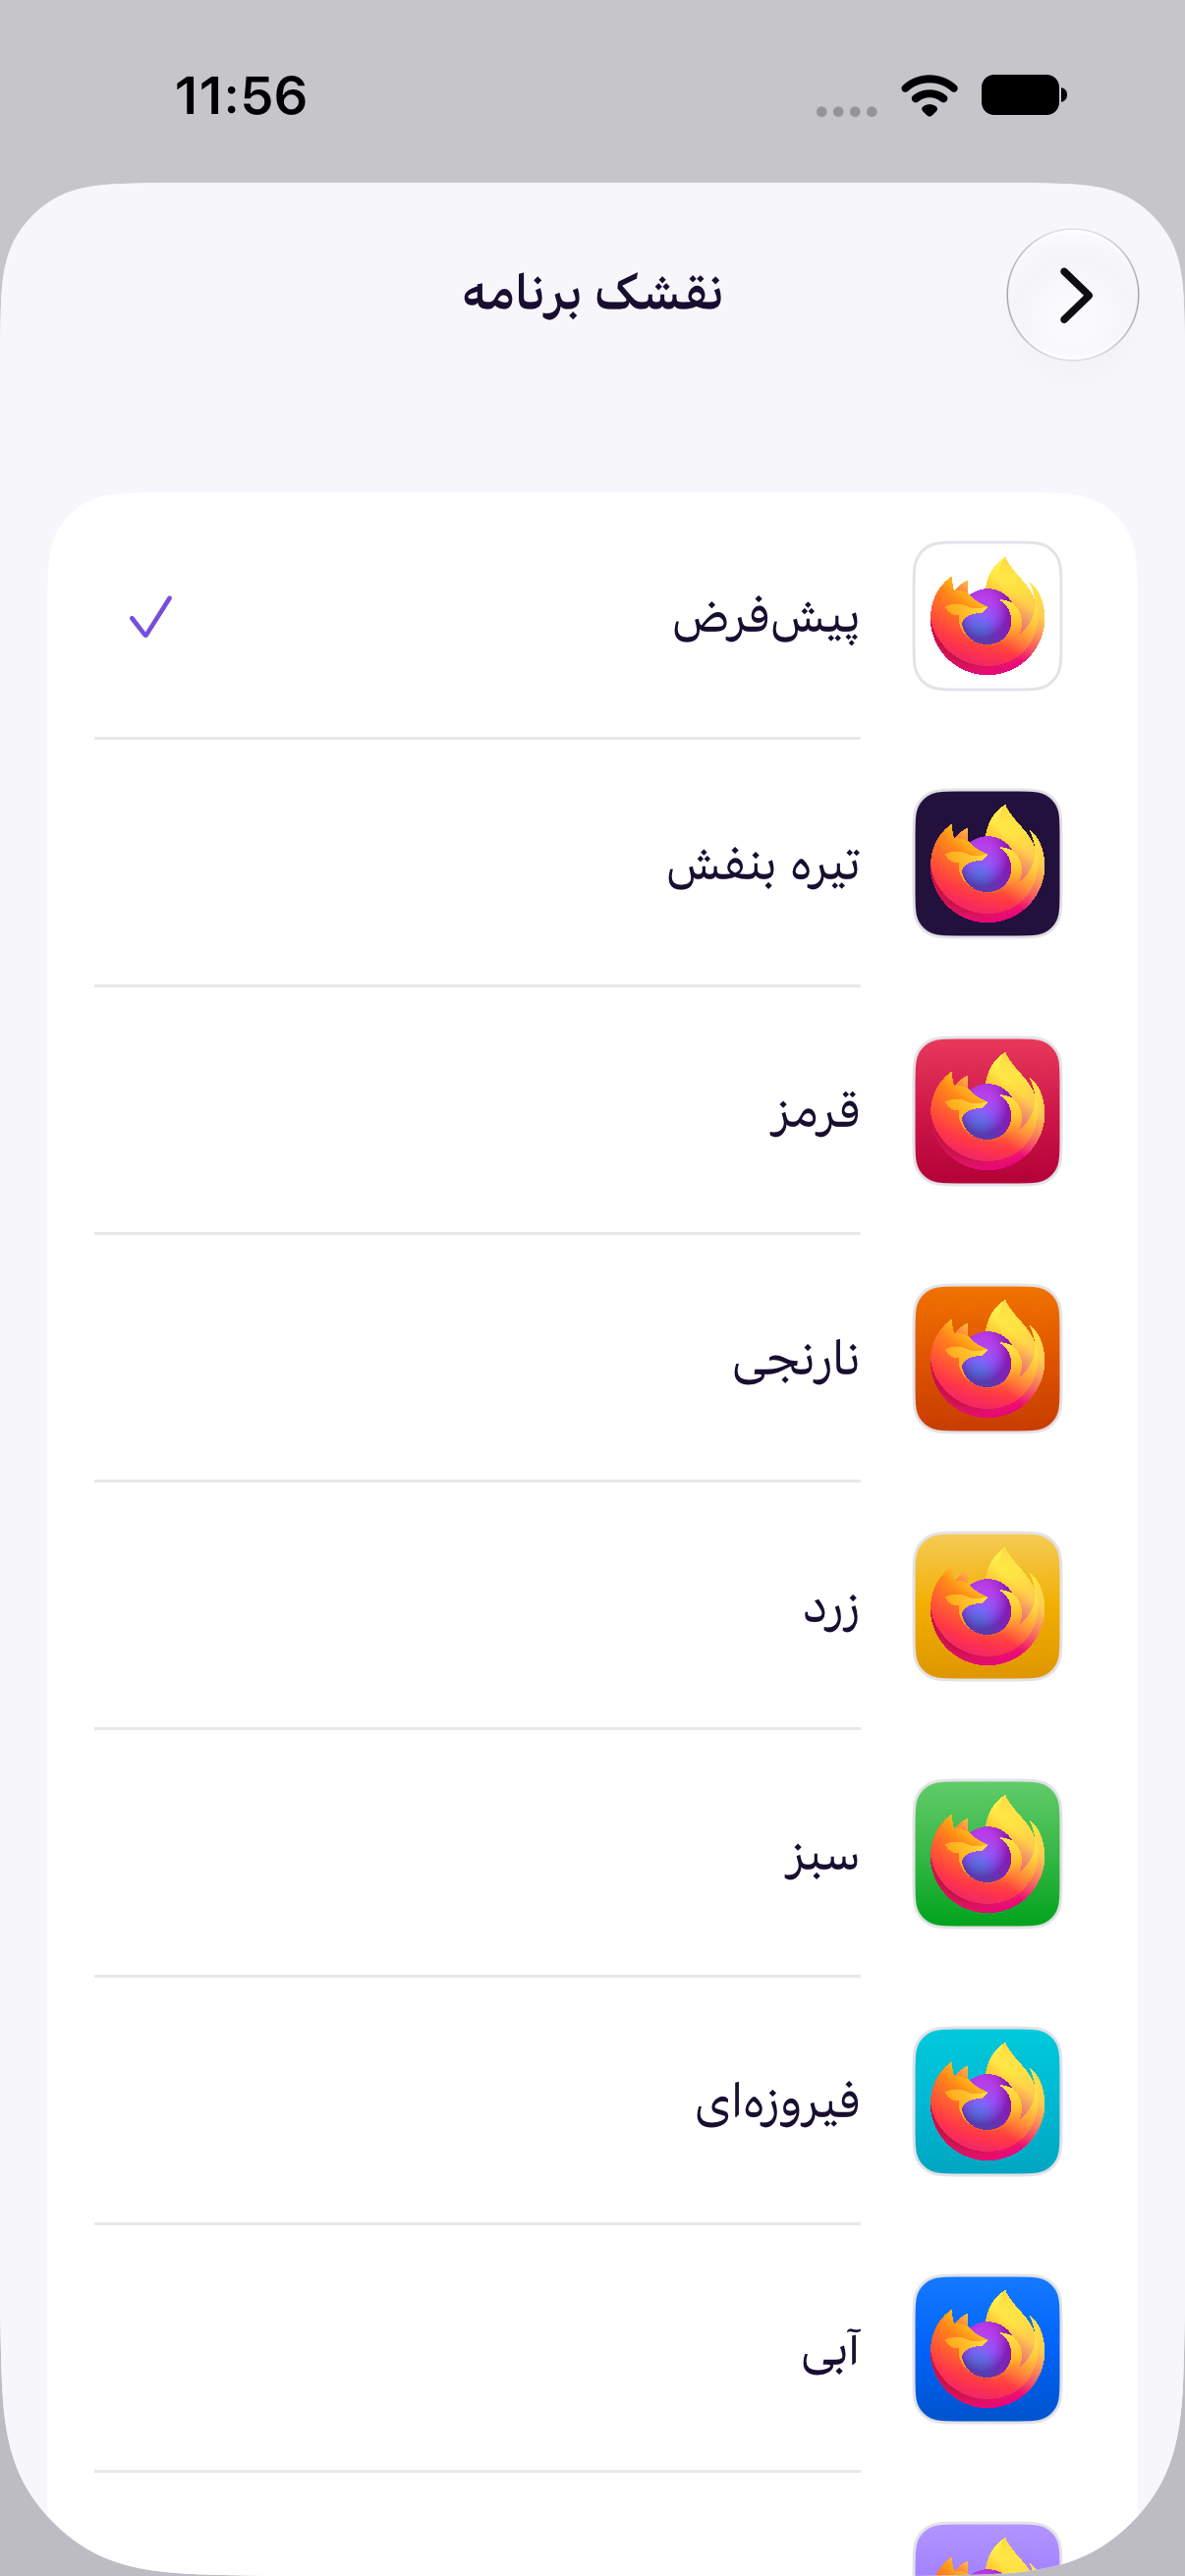 11:56
نقشک برنامه
پیش‌فرض
تیره بنفش
قرمز
نارنجی
زرد
سبز
فیروزه‌ای
آبی